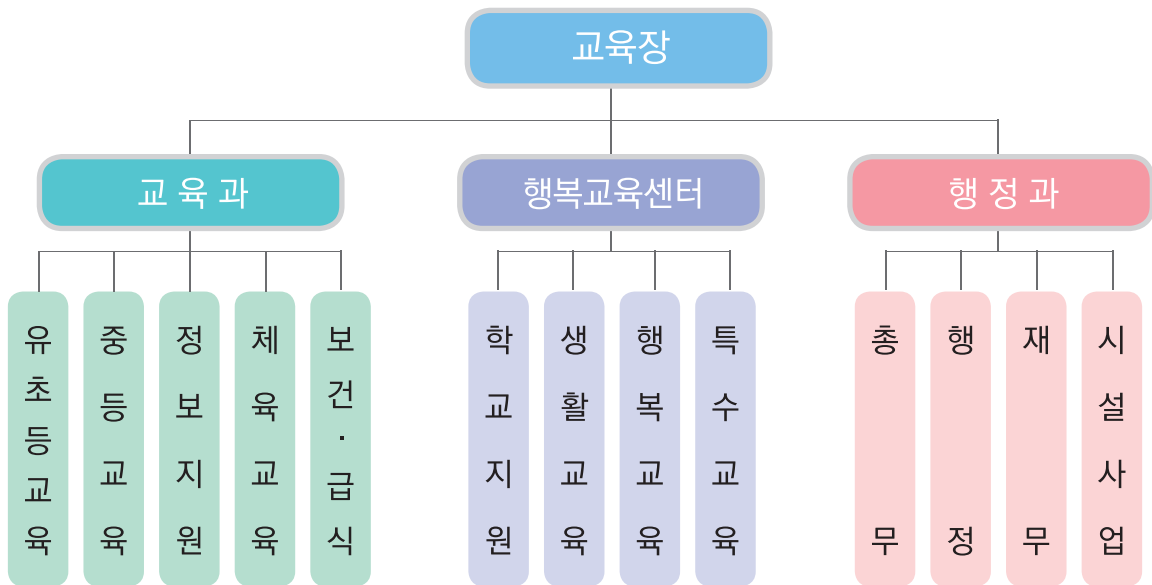 교육장
교 육 과
행복교육센터
행 정 과
유초등교육
중등교육
정보지원
체육교육
보건·급식
학교지원
생활교육
행복교육
특수교육
총무
행정
재무
시설사업